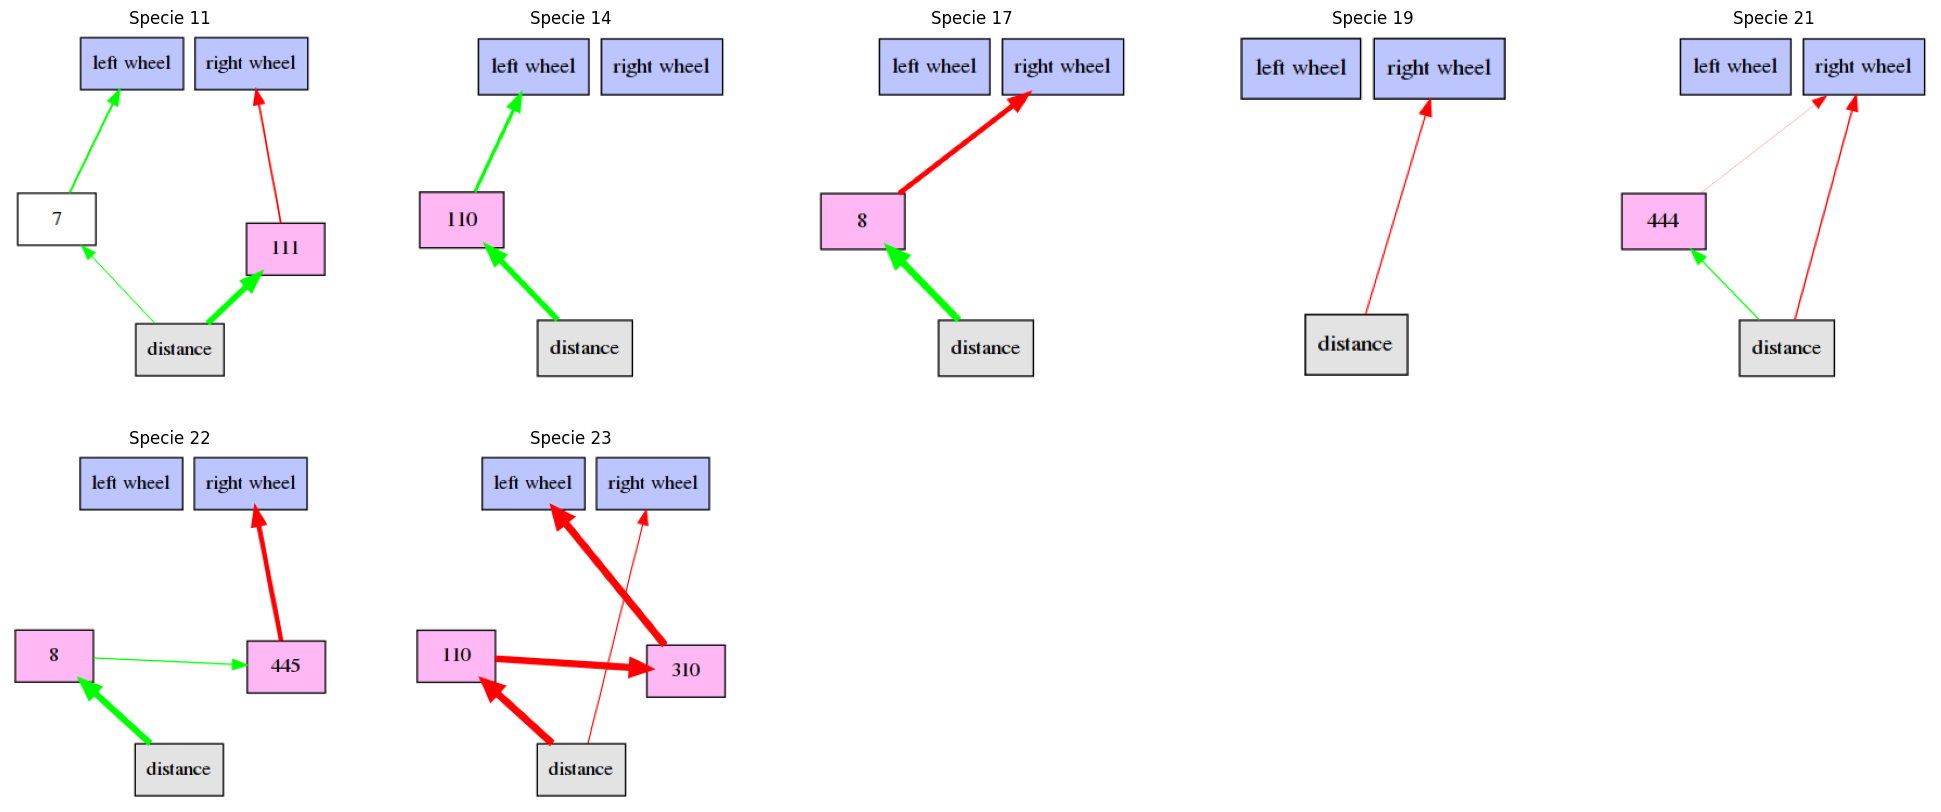 Specie 11
left wheel
right wheel
7
111
distance
Specie 14
left wheel
right wheel
110
distance
Specie 17
left wheel
right wheel
8
distance
Specie 19
left wheel
right wheel
distance
Specie 21
left wheel
right wheel
444
distance
Specie 22
left wheel
right wheel
8
445
distance
Specie 23
left wheel
right wheel
110
310
distance